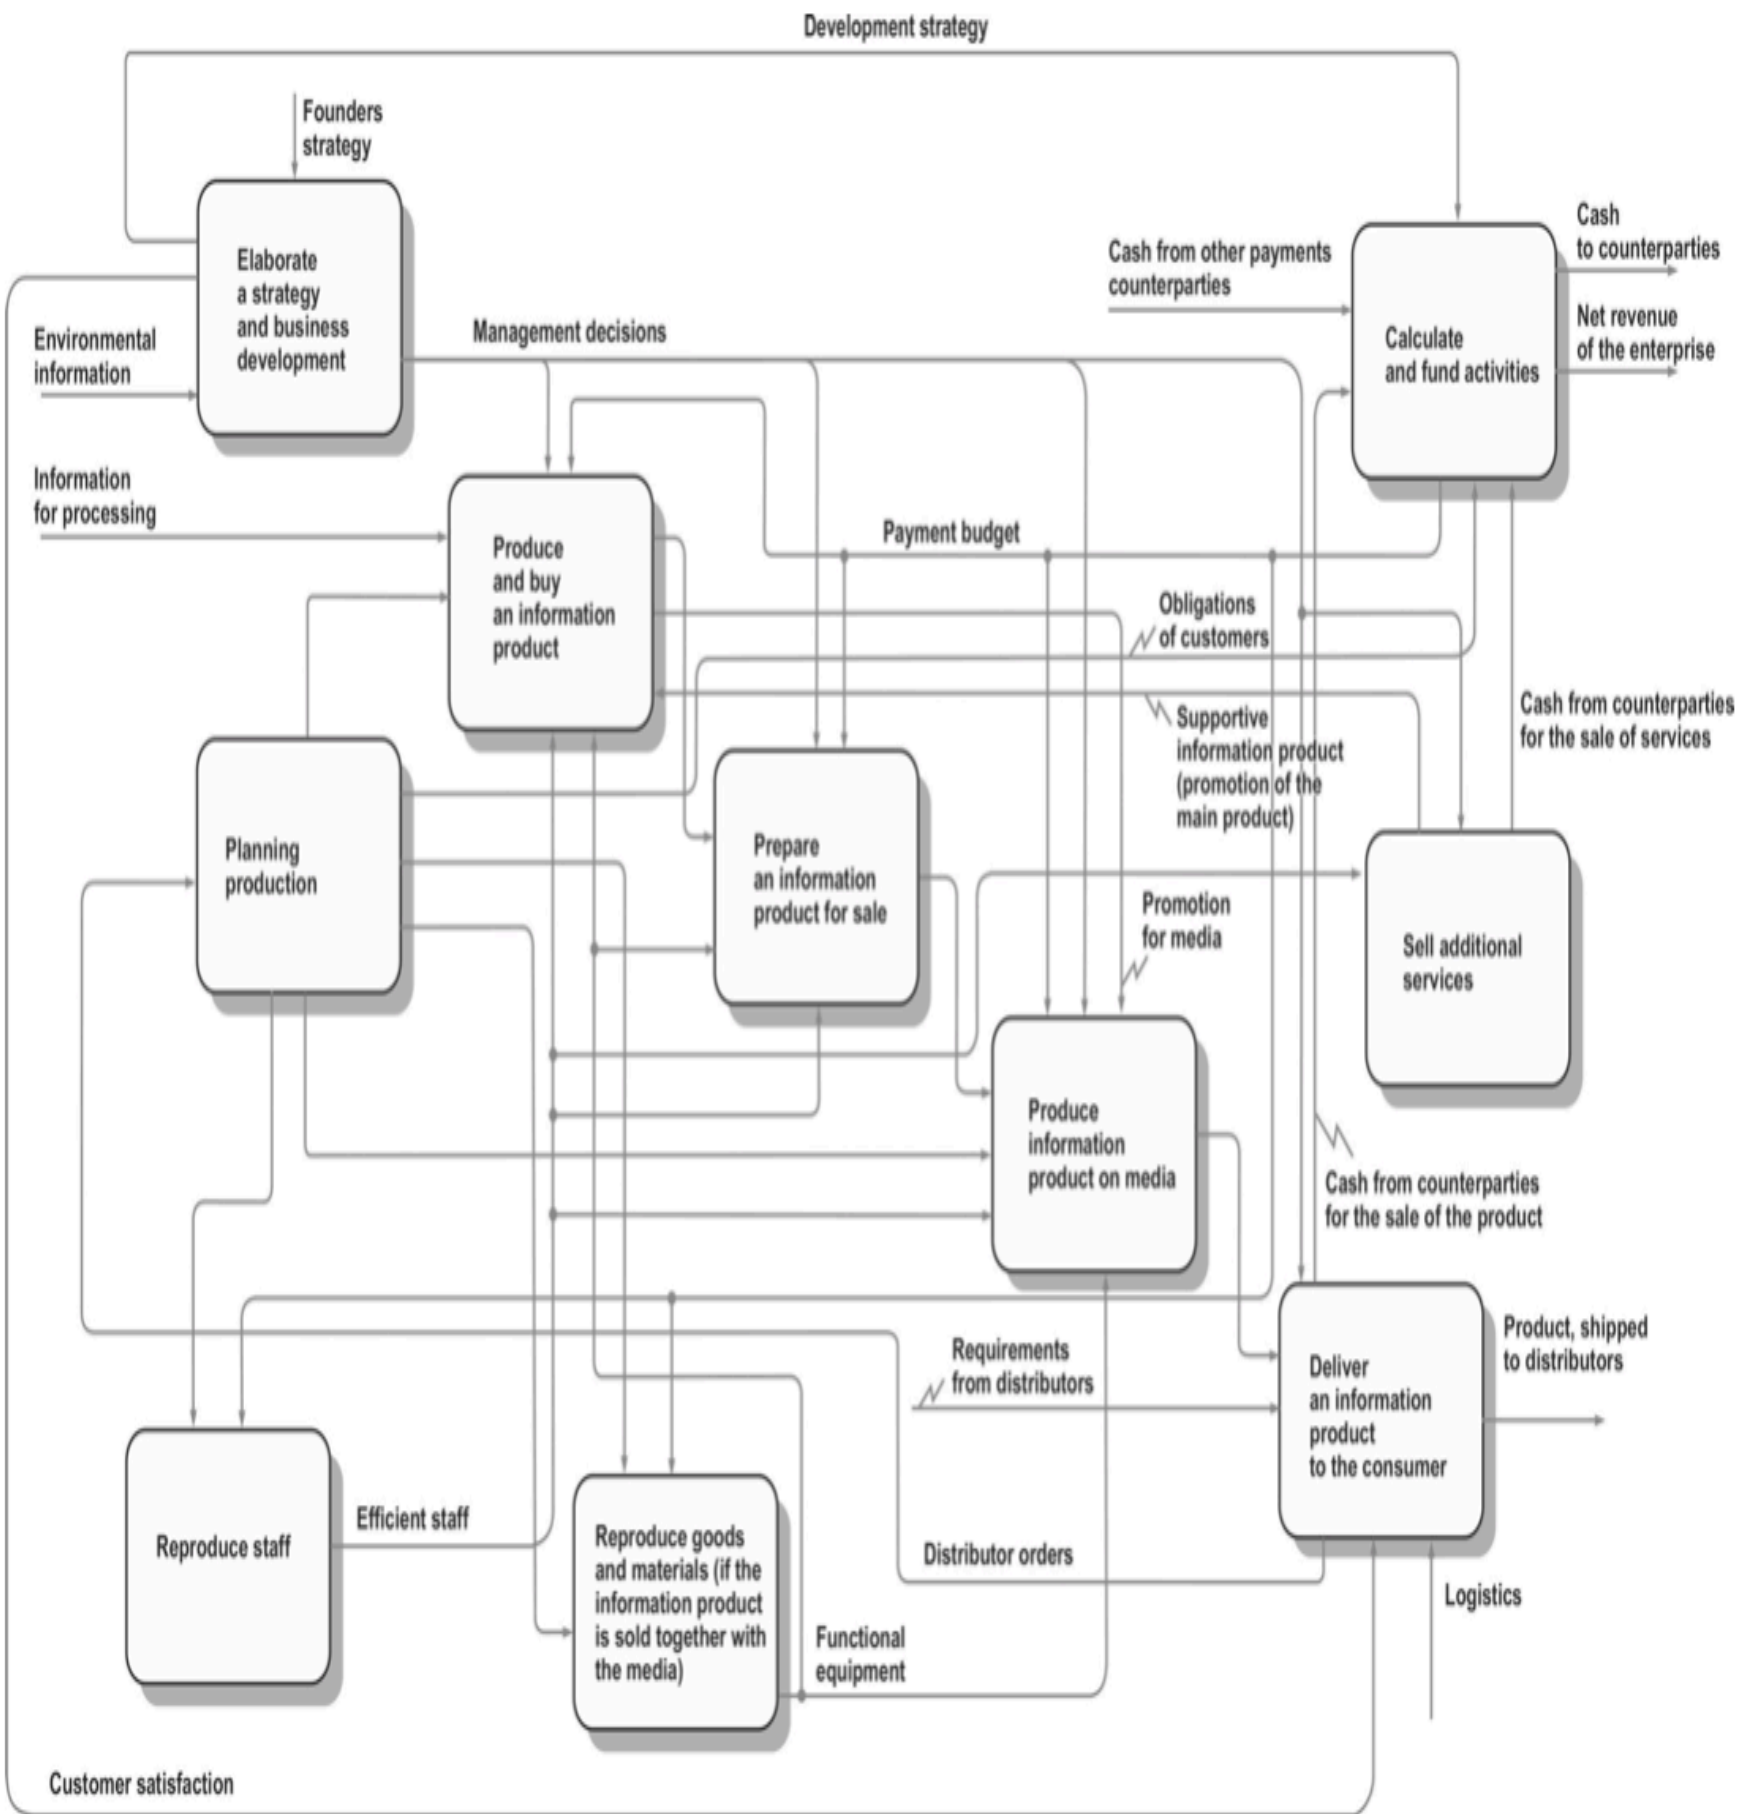 Development strategy
Founders
strategy
Elaborate
a strategy
and business
development
Environmental
information
Management decisions
Cash from other payments
counterparties
Calculate
and fund activities
Cash
to counterparties
Net revenue
of the enterprise
Information
for processing
Produce
and buy
an information
product
Payment budget
Obligations
of customers
Supportive
information product
(promotion of the
main product)
Cash from counterparties
for the sale of services
Planning
production
Prepare
an information
product for sale
Promotion
for media
Sell additional
services
Produce
information
product on media
Cash from counterparties
for the sale of the product
Requirements
from distributors
Deliver
an information
product
to the consumer
Product, shipped
to distributors
Reproduce staff
Efficient staff
Reproduce goods
and materials (if the
information product
is sold together with
the media)
Distributor orders
Logistics
Functional
equipment
Customer satisfaction